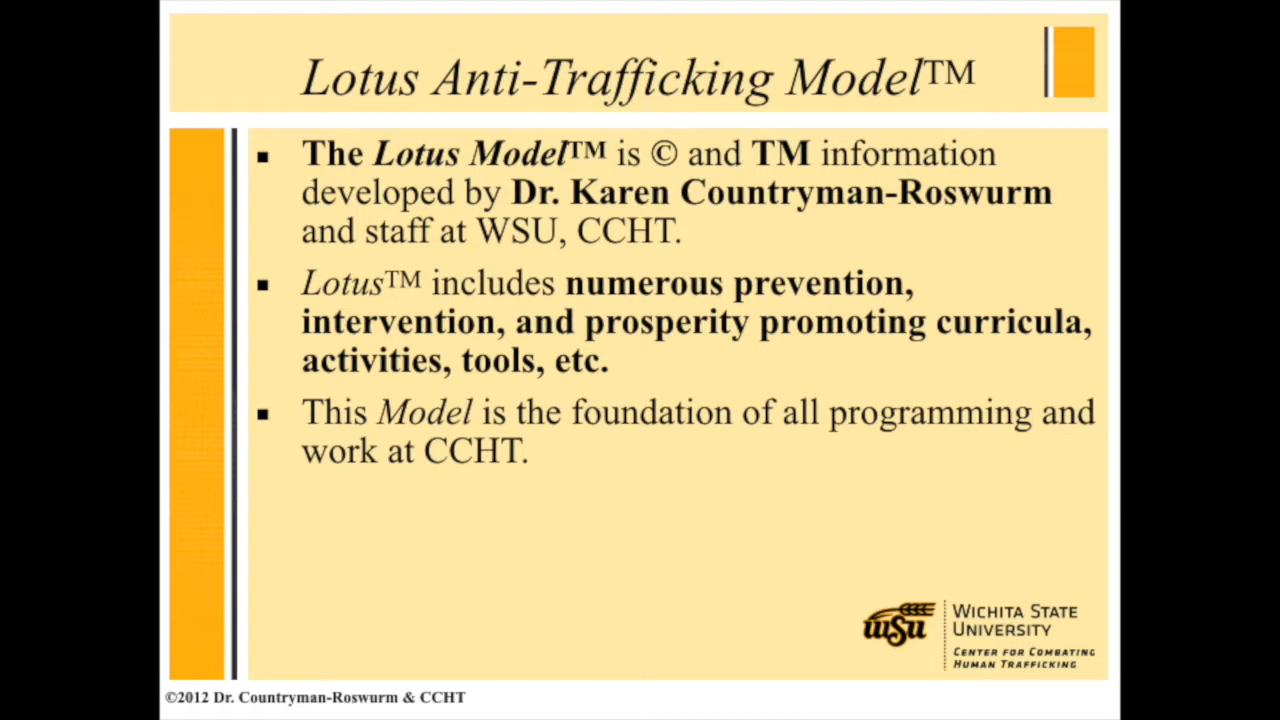 Lotus Anti-Trafficking Model™
▪ The Lotus Model™ is © and TM information
developed by Dr. Karen Countryman-Roswurm
and staff at WSU, CCHT.
▪ Lotus™ includes numerous prevention,
intervention, and prosperity promoting curricula,
activities, tools, etc.
▪ This Model is the foundation of all programming and
work at CCHT.
WSU
WICHITA STATE
UNIVERSITY
CENTER FOR COMBATING
HUMAN TRAFFICKING
©2012 Dr. Countryman-Roswurm & CCHT